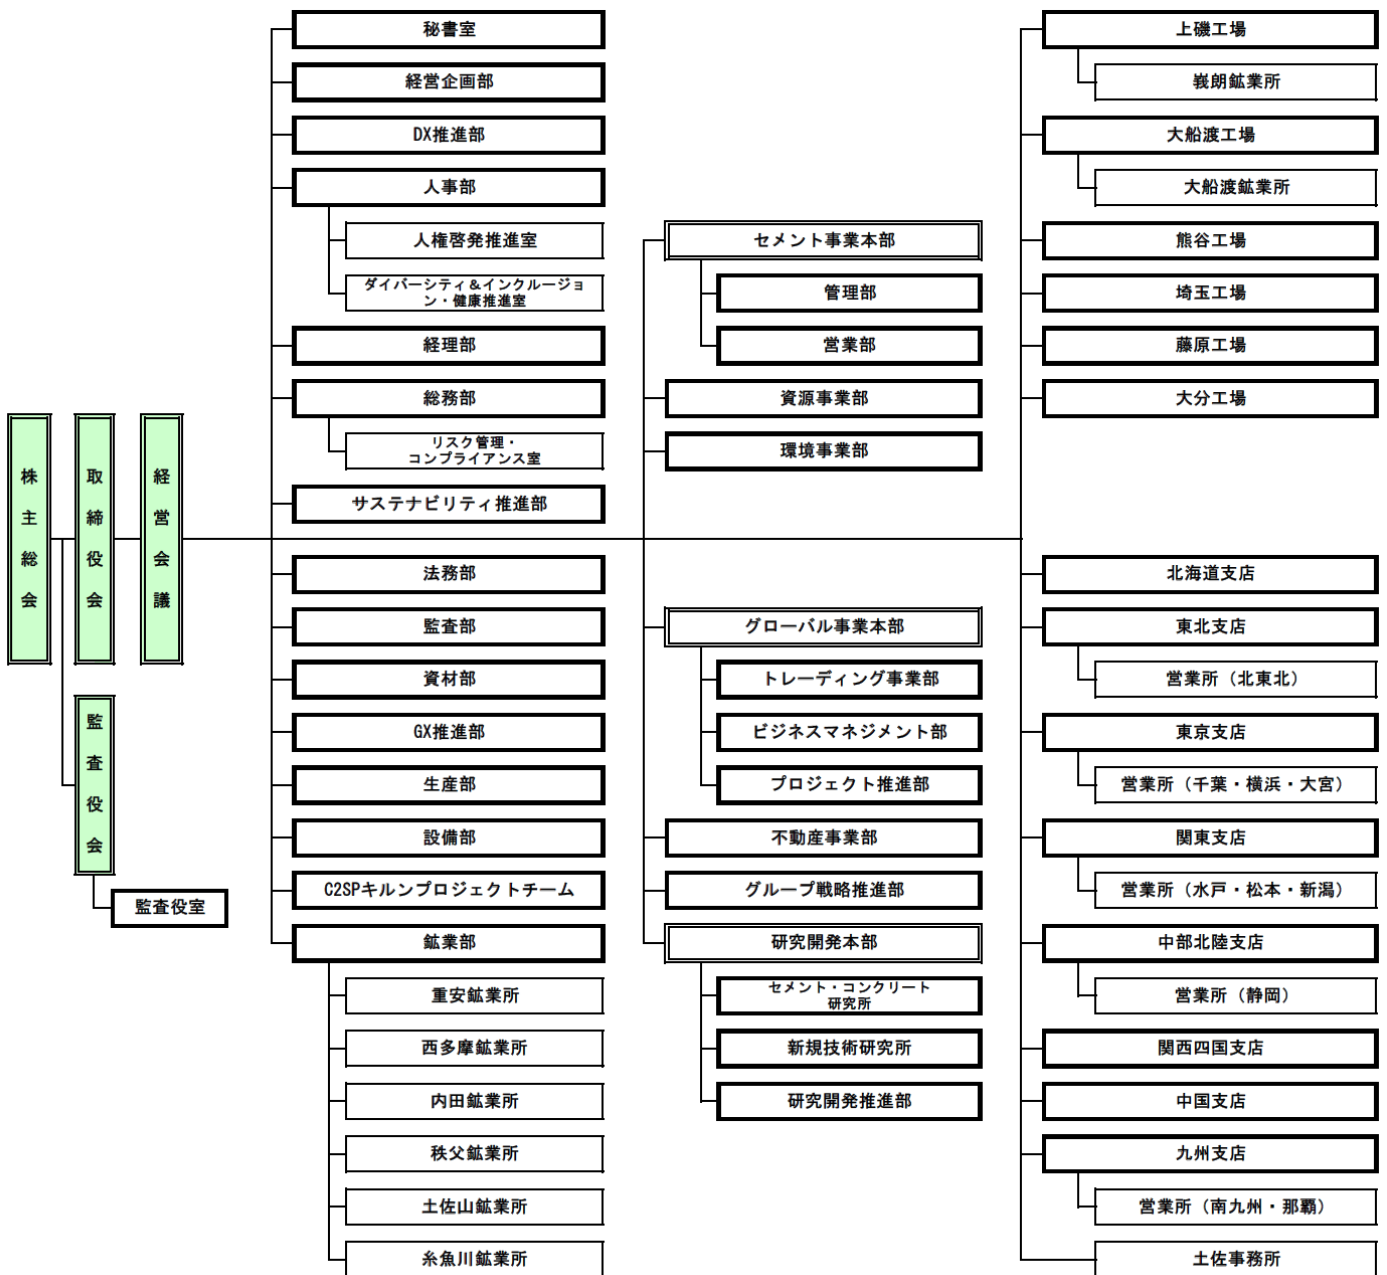 株主総会
取締役会
経営会議
監査役会
監査役室
秘書室
経営企画部
DX推進部
人事部
人権啓発推進室
ダイバーシティ＆インクルージョ
ン・健康推進室
経理部
総務部
リスク管理・
コンプライアンス室
サステナビリティ推進部
法務部
監査部
資材部
GX推進部
生産部
設備部
C2SPキルンプロジェクトチーム
鉱業部
重安鉱業所
西多摩鉱業所
内田鉱業所
秩父鉱業所
土佐山鉱業所
糸魚川鉱業所
セメント事業本部
管理部
営業部
資源事業部
環境事業部
グローバル事業本部
トレーディング事業部
ビジネスマネジメント部
プロジェクト推進部
不動産事業部
グループ戦略推進部
研究開発本部
セメント・コンクリート
研究所
新規技術研究所
研究開発推進部
上磯工場
峩朗鉱業所
大船渡工場
大船渡鉱業所
熊谷工場
埼玉工場
藤原工場
大分工場
北海道支店
東北支店
営業所（北東北）
東京支店
営業所（千葉・横浜・大宮）
関東支店
営業所（水戸・松本・新潟）
中部北陸支店
営業所（静岡）
関西四国支店
中国支店
九州支店
営業所（南九州・那覇）
土佐事務所